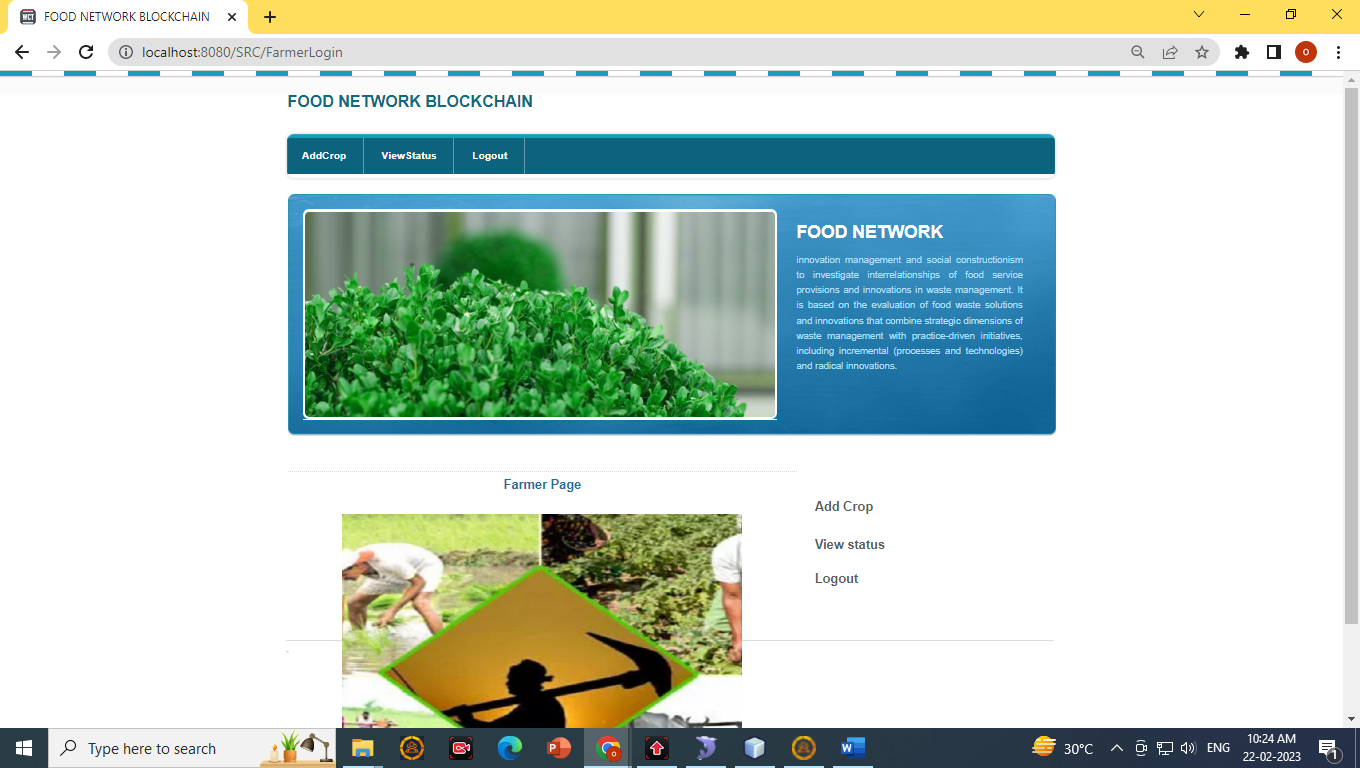 WCT
FOOD NETWORK BLOCKCHAIN
localhost:8080/SRC/FarmerLogin
o
FOOD NETWORK BLOCKCHAIN
AddCrop ViewStatus Logout
FOOD NETWORK
innovation management and social constructionism
to investigate interrelationships of food service
provisions and innovations in waste management. It
is based on the evaluation of food waste solutions
and innovations that combine strategic dimensions of
waste management with practice-driven initiatives,
including incremental (processes and technologies)
and radical innovations.
Farmer Page
Add Crop
View status
Logout
Type here to search
30°C
ENG
10:24 AM
22-02-2023
1